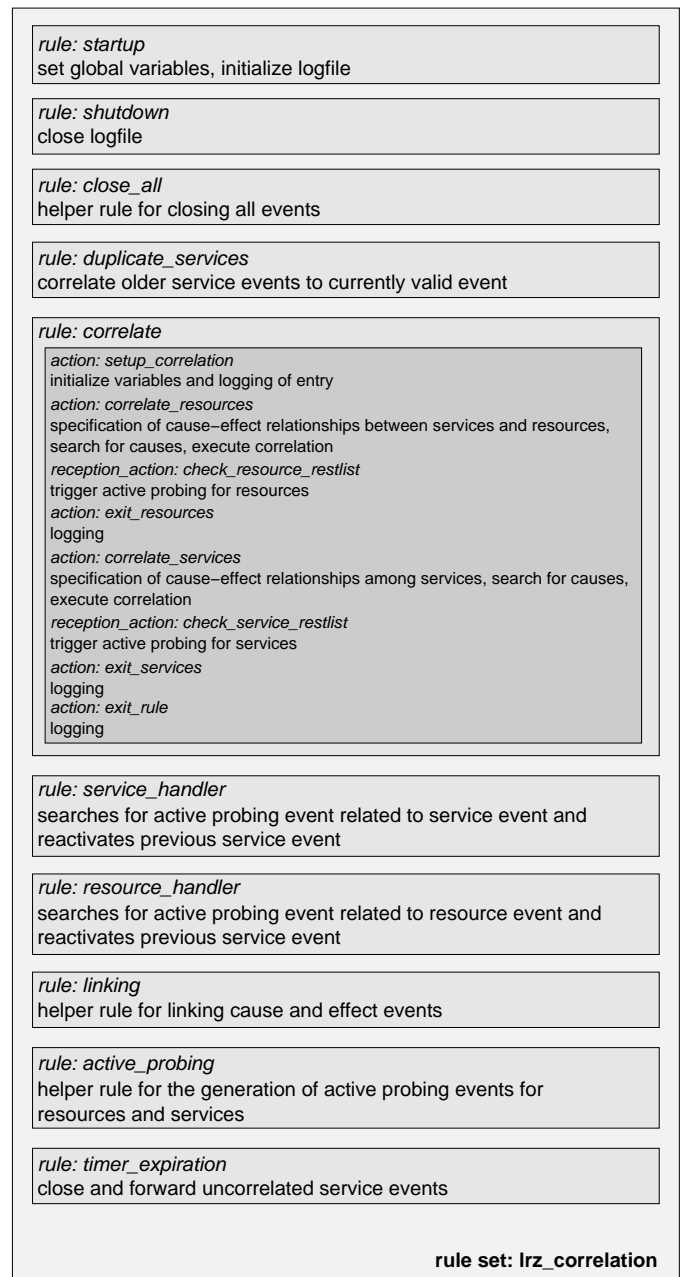 rule: startup
set global variables, initialize logfile
rule: shutdown
close logfile
rule: close_all
helper rule for closing all events
rule: duplicate_services
correlate older service events to currently valid event
rule: correlate
action: setup_correlation
initialize variables and logging of entry
action: correlate_resources
specification of cause−effect relationships between services and resources,
search for causes, execute correlation
reception_action: check_resource_restlist
trigger active probing for resources
action: exit_resources
logging
action: correlate_services
specification of cause−effect relationships among services, search for causes,
execute correlation
reception_action: check_service_restlist
trigger active probing for services
action: exit_services
logging
action: exit_rule
logging
rule: service_handler
searches for active probing event related to service event and
reactivates previous service event
rule: resource_handler
searches for active probing event related to resource event and
reactivates previous service event
rule: linking
helper rule for linking cause and effect events
rule: active_probing
helper rule for the generation of active probing events for
resources and services
rule: timer_expiration
close and forward uncorrelated service events
rule set: lrz_correlation